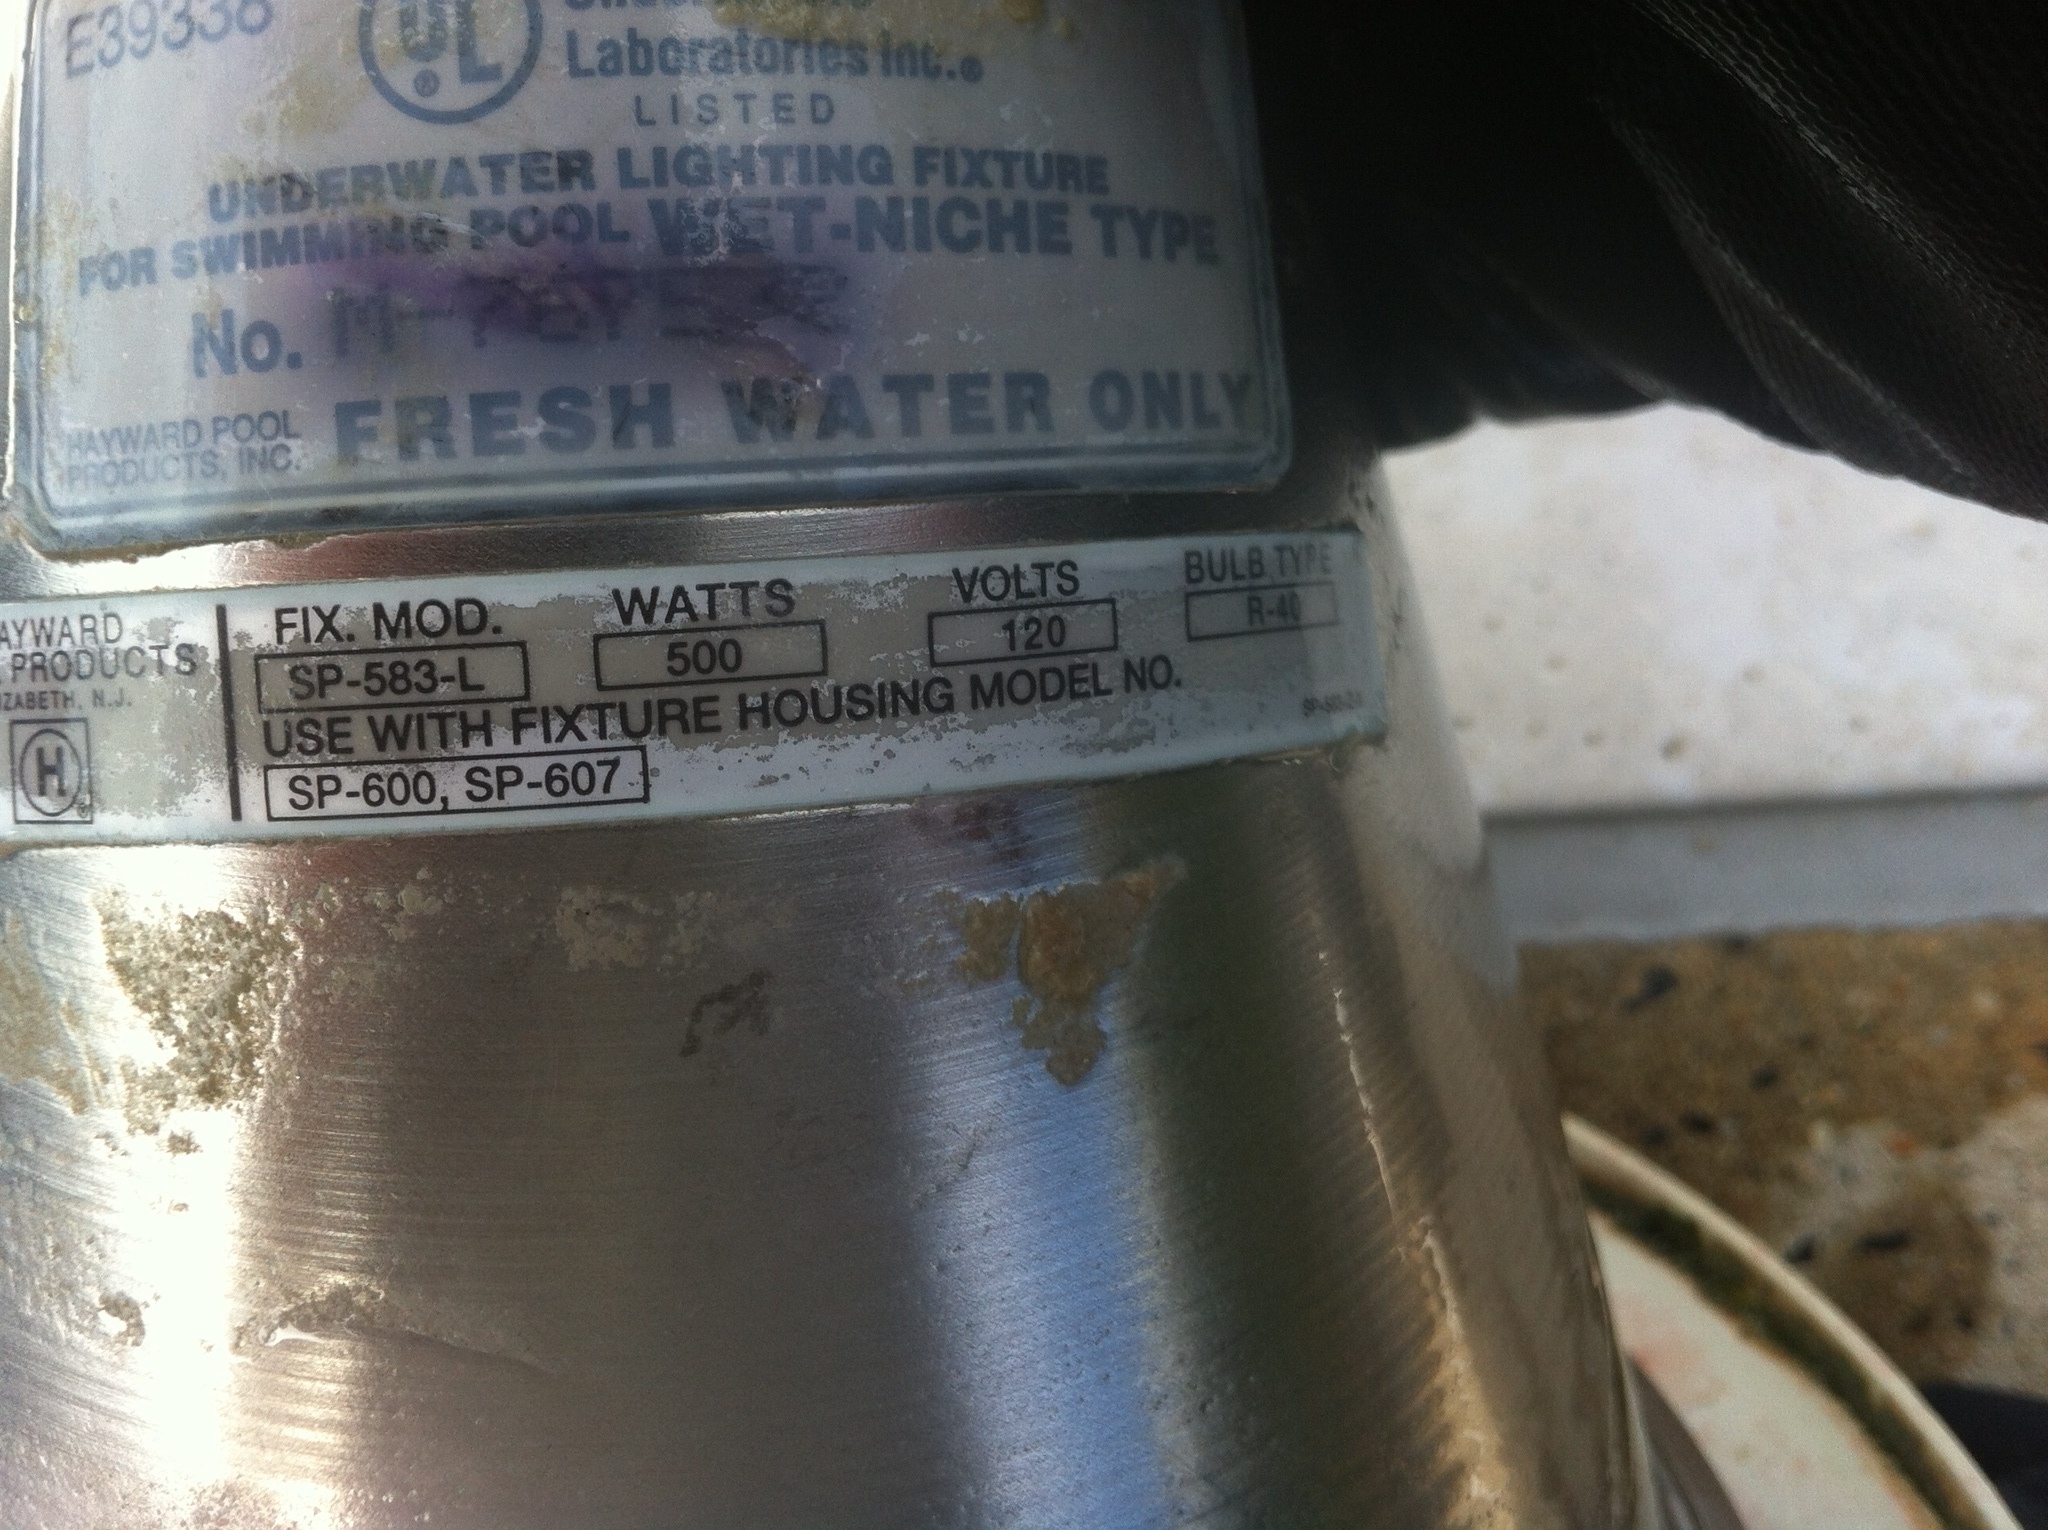 E39338
UL
®
Laboratories Inc.®
LISTED
UNDERWATER LIGHTING FIXTURE
FOR SWIMMING POOL WET-NICHE TYPE
No.
HAYWARD POOL
PRODUCTS, INC.
FRESH WATER ONLY
AYWARD
PRODUCTS
IZABETH, N.J.
H
®
FIX. MOD. WATTS VOLTS BULB TYPE
SP-583-L 500 120 R-40
USE WITH FIXTURE HOUSING MODEL NO.
SP-600, SP-607